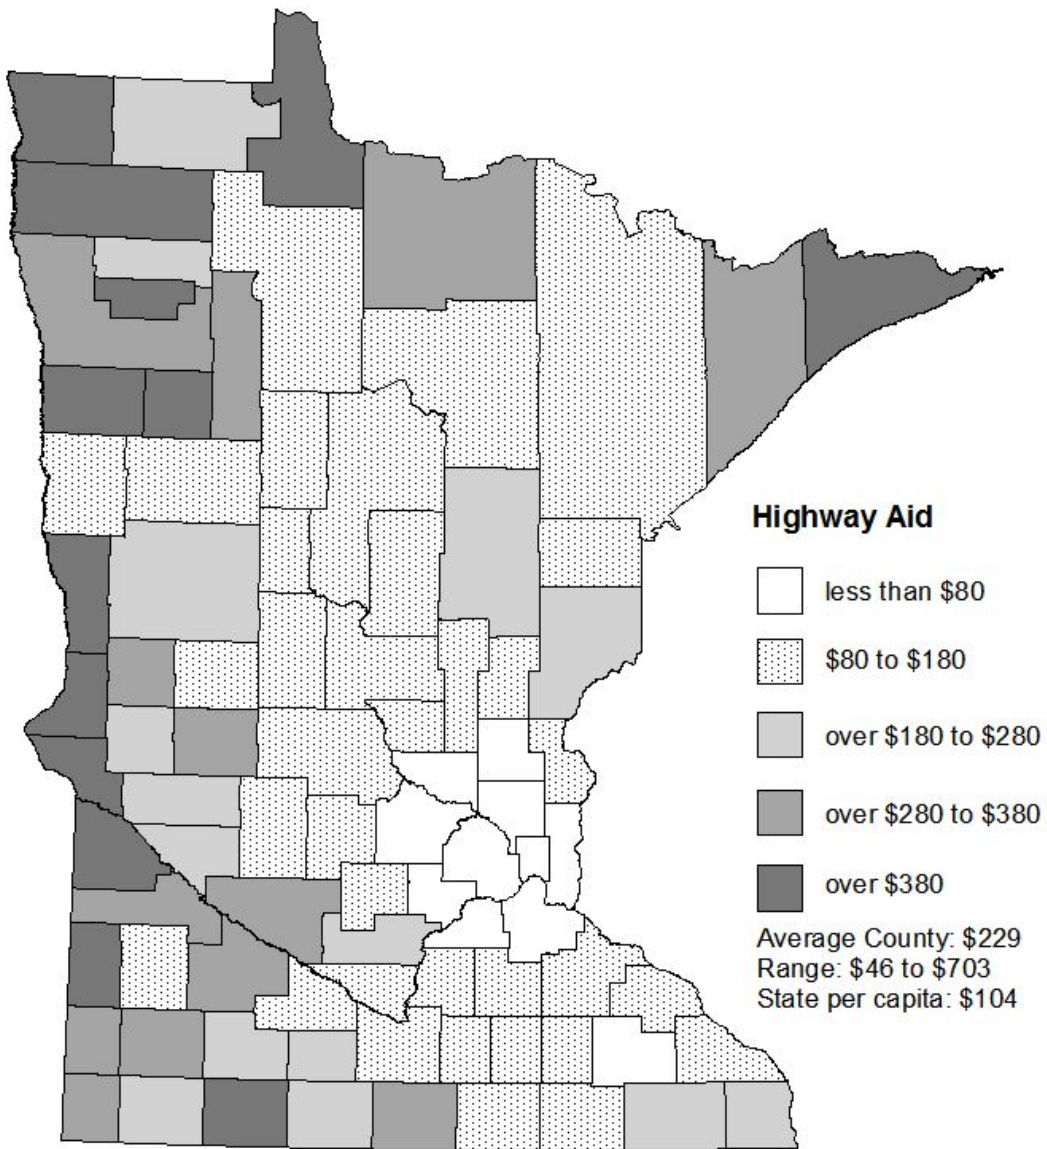 Highway Aid
less than $80
$80 to $180
over $180 to $280
over $280 to $380
over $380
Average County: $229
Range: $46 to $703
State per capita: $104